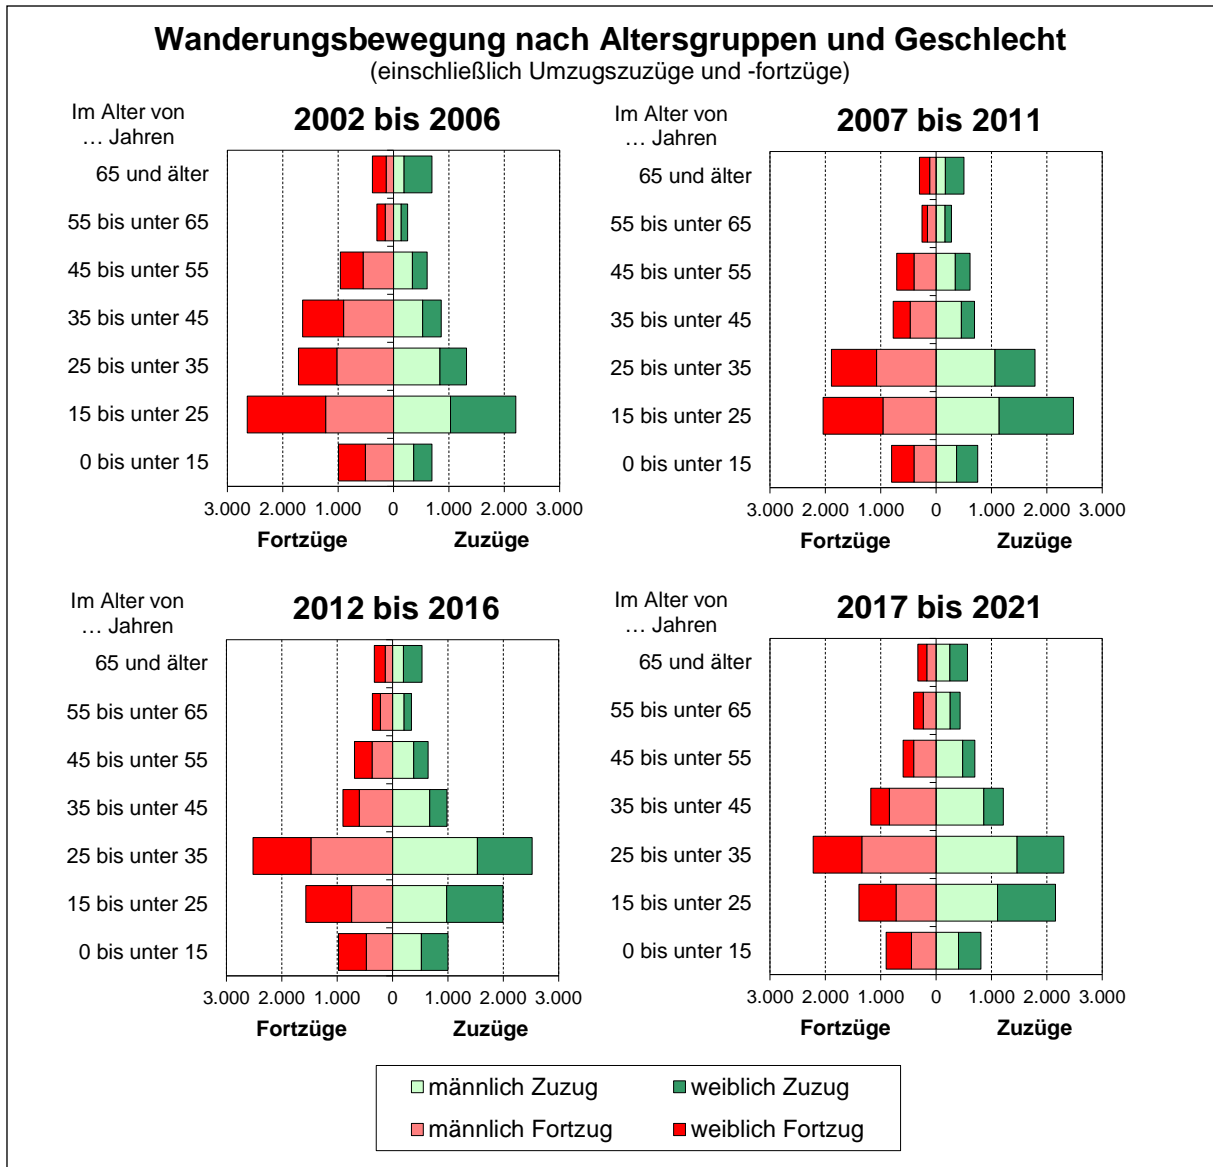 Wanderungsbewegung nach Altersgruppen und Geschlecht
(einschließlich Umzugszuzüge und -fortzüge)
Im Alter von
… Jahren
2002 bis 2006
65 und älter
55 bis unter 65
45 bis unter 55
35 bis unter 45
25 bis unter 35
15 bis unter 25
0 bis unter 15
3.000 2.000 1.000 0 1.000 2.000 3.000
Fortzüge Zuzüge
Im Alter von
… Jahren
2007 bis 2011
65 und älter
55 bis unter 65
45 bis unter 55
35 bis unter 45
25 bis unter 35
15 bis unter 25
0 bis unter 15
3.000 2.000 1.000 0 1.000 2.000 3.000
Fortzüge Zuzüge
Im Alter von
… Jahren
2012 bis 2016
65 und älter
55 bis unter 65
45 bis unter 55
35 bis unter 45
25 bis unter 35
15 bis unter 25
0 bis unter 15
3.000 2.000 1.000 0 1.000 2.000 3.000
Fortzüge Zuzüge
Im Alter von
… Jahren
2017 bis 2021
65 und älter
55 bis unter 65
45 bis unter 55
35 bis unter 45
25 bis unter 35
15 bis unter 25
0 bis unter 15
3.000 2.000 1.000 0 1.000 2.000 3.000
Fortzüge Zuzüge
männlich Zuzug weiblich Zuzug
männlich Fortzug weiblich Fortzug